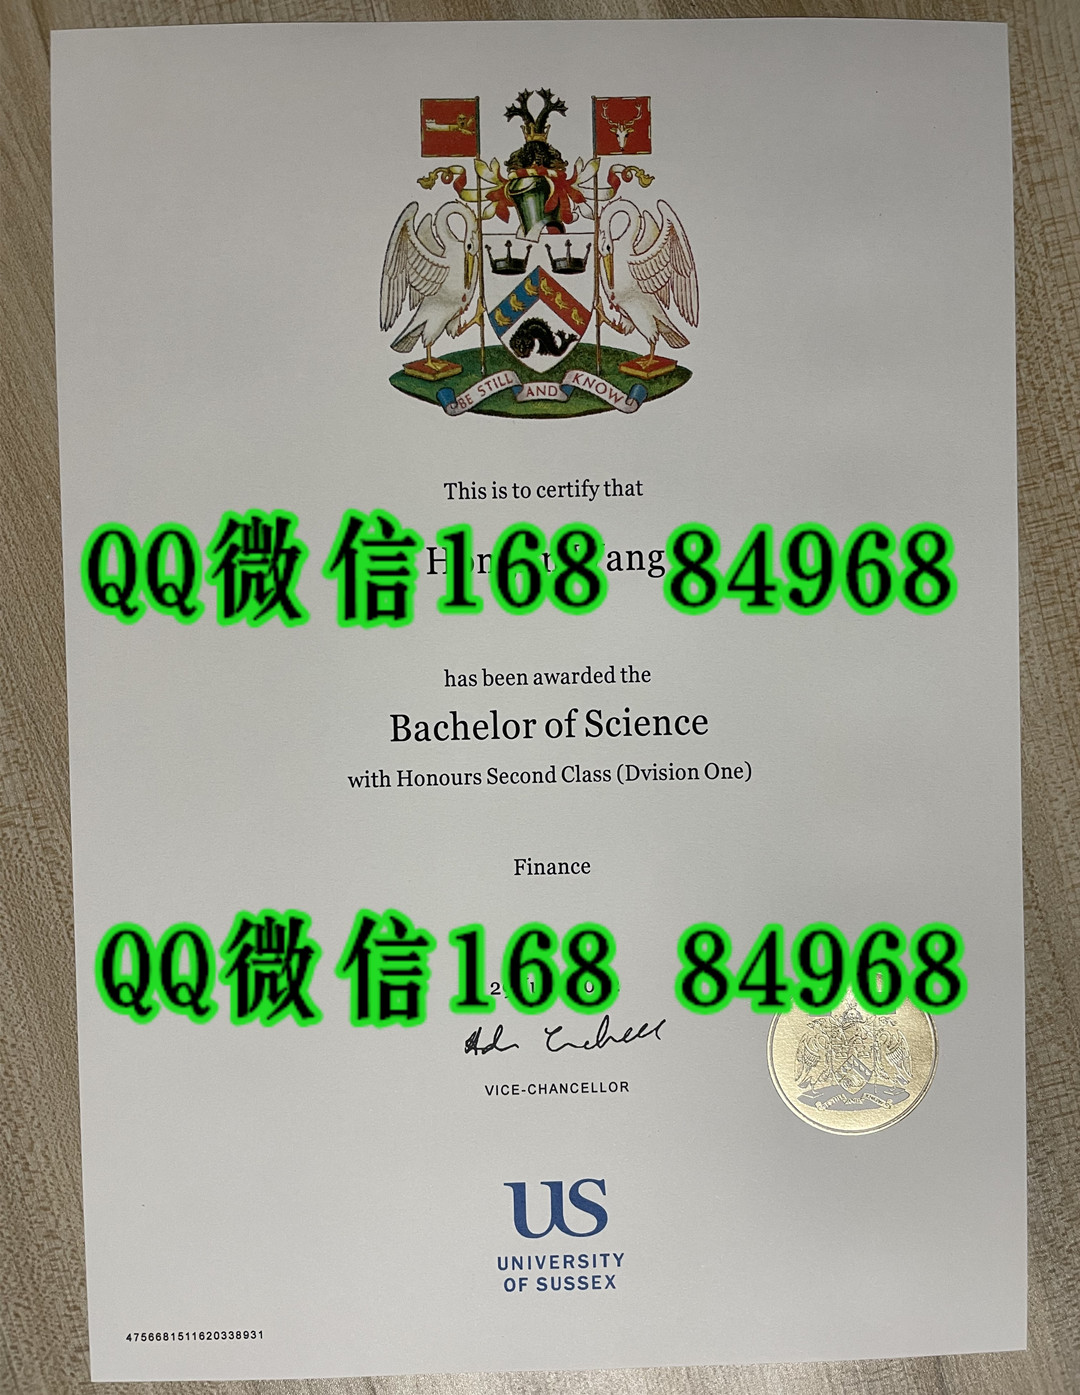 BE STILL AND KNOW
This is to certify that
QQ微信168 84968
has been awarded the
Bachelor of Science
with Honours Second Class (Dvision One)
Finance
QQ微信168 84968
VICE-CHANCELLOR
US
UNIVERSITY
OF SUSSEX
4756681511620338931